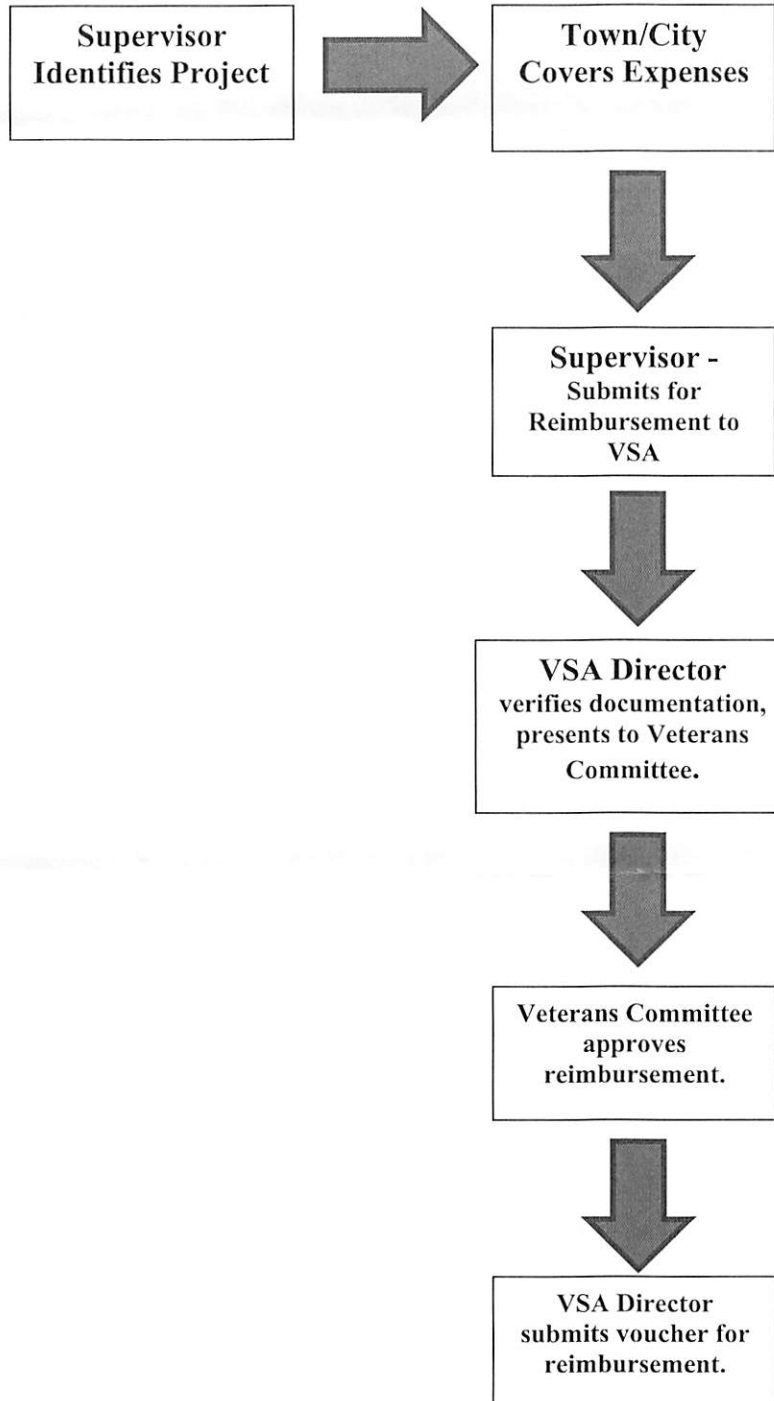 Supervisor
Identifies Project
Town/City
Covers Expenses
Supervisor -
Submits for
Reimbursement to
VSA
VSA Director
verifies documentation,
presents to Veterans
Committee.
Veterans Committee
approves
reimbursement.
VSA Director
submits voucher for
reimbursement.